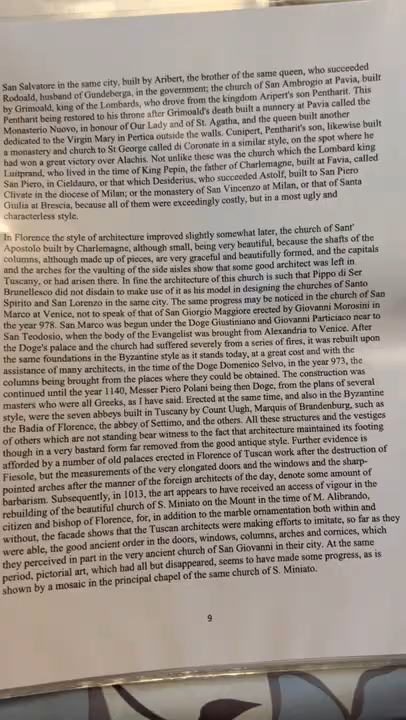 San Salvatore in the same city, built by Aribert, the brother of the same queen, who succeeded
Rodoald, husband of Gundeberga, in the government; the church of San Ambrogio at Pavia, built
by Grimoald, king of the Lombards, who drove from the kingdom Aripert's son Pentharit. This
Pentharit being restored to his throne after Grimoald's death built a nunnery at Pavia called the
Monasterio Nuovo, in honour of Our Lady and of St. Agatha, and the queen built another
dedicated to the Virgin Mary in Pertica outside the walls. Cunipert, Pentharit's son, likewise built
a monastery and church to St George called di Coronate in a similar style, on the spot where he
had won a great victory over Alachis. Not unlike these was the church which the Lombard king
Luitprand, who lived in the time of King Pepin, the father of Charlemagne, built at Pavia, called
San Piero, in Cieldauro, or that which Desiderius, who succeeded Astolf, built to San Piero
Clivate in the diocese of Milan; or the monastery of San Vincenzo at Milan, or that of Santa
Giulia at Brescia, because all of them were exceedingly costly, but in a most ugly and
characterless style.
In Florence the style of architecture improved slightly somewhat later, the church of Sant'
Apostolo built by Charlemagne, although small, being very beautiful, because the shafts of the
columns, although made up of pieces, are very graceful and beautifully formed, and the capitals
and the arches for the vaulting of the side aisles show that some good architect was left in
Tuscany, or had arisen there. In fine the architecture of this church is such that Pippo di Ser
Brunellesco did not disdain to make use of it as his model in designing the churches of Santo
Spirito and San Lorenzo in the same city. The same progress may be noticed in the church of San
Marco at Venice, not to speak of that of San Giorgio Maggiore erected by Giovanni Morosini in
the year 978. San Marco was begun under the Doge Giustiniano and Giovanni Particiaco near to
San Teodosio, when the body of the Evangelist was brought from Alexandria to Venice. After
the Doge's palace and the church had suffered severely from a series of fires, it was rebuilt upon
the same foundations in the Byzantine style as it stands today, at a great cost and with the
assistance of many architects, in the time of the Doge Domenico Selvo, in the year 973, the
columns being brought from the places where they could be obtained. The construction was
continued until the year 1140, Messer Piero Polani being then Doge, from the plans of several
masters who were all Greeks, as I have said. Erected at the same time, and also in the Byzantine
style, were the seven abbeys built in Tuscany by Count Uugh, Marquis of Brandenburg, such as
the Badia of Florence, the abbey of Settimo, and the others. All these structures and the vestiges
of others which are not standing bear witness to the fact that architecture maintained its footing
though in a very bastard form far removed from the good antique style. Further evidence is
afforded by a number of old palaces erected in Florence of Tuscan work after the destruction of
Fiesole, but the measurements of the very elongated doors and the windows and the sharp-
pointed arches after the manner of the foreign architects of the day, denote some amount of
barbarism. Subsequently, in 1013, the art appears to have received an access of vigour in the
rebuilding of the beautiful church of S. Miniato on the Mount in the time of M. Alibrando,
citizen and bishop of Florence, for, in addition to the marble ornamentation both within and
without, the facade shows that the Tuscan architects were making efforts to imitate, so far as they
were able, the good ancient order in the doors, windows, columns, arches and cornices, which
they perceived in part in the very ancient church of San Giovanni in their city. At the same
period, pictorial art, which had all but disappeared, seems to have made some progress, as is
shown by a mosaic in the principal chapel of the same church of S. Miniato.
9